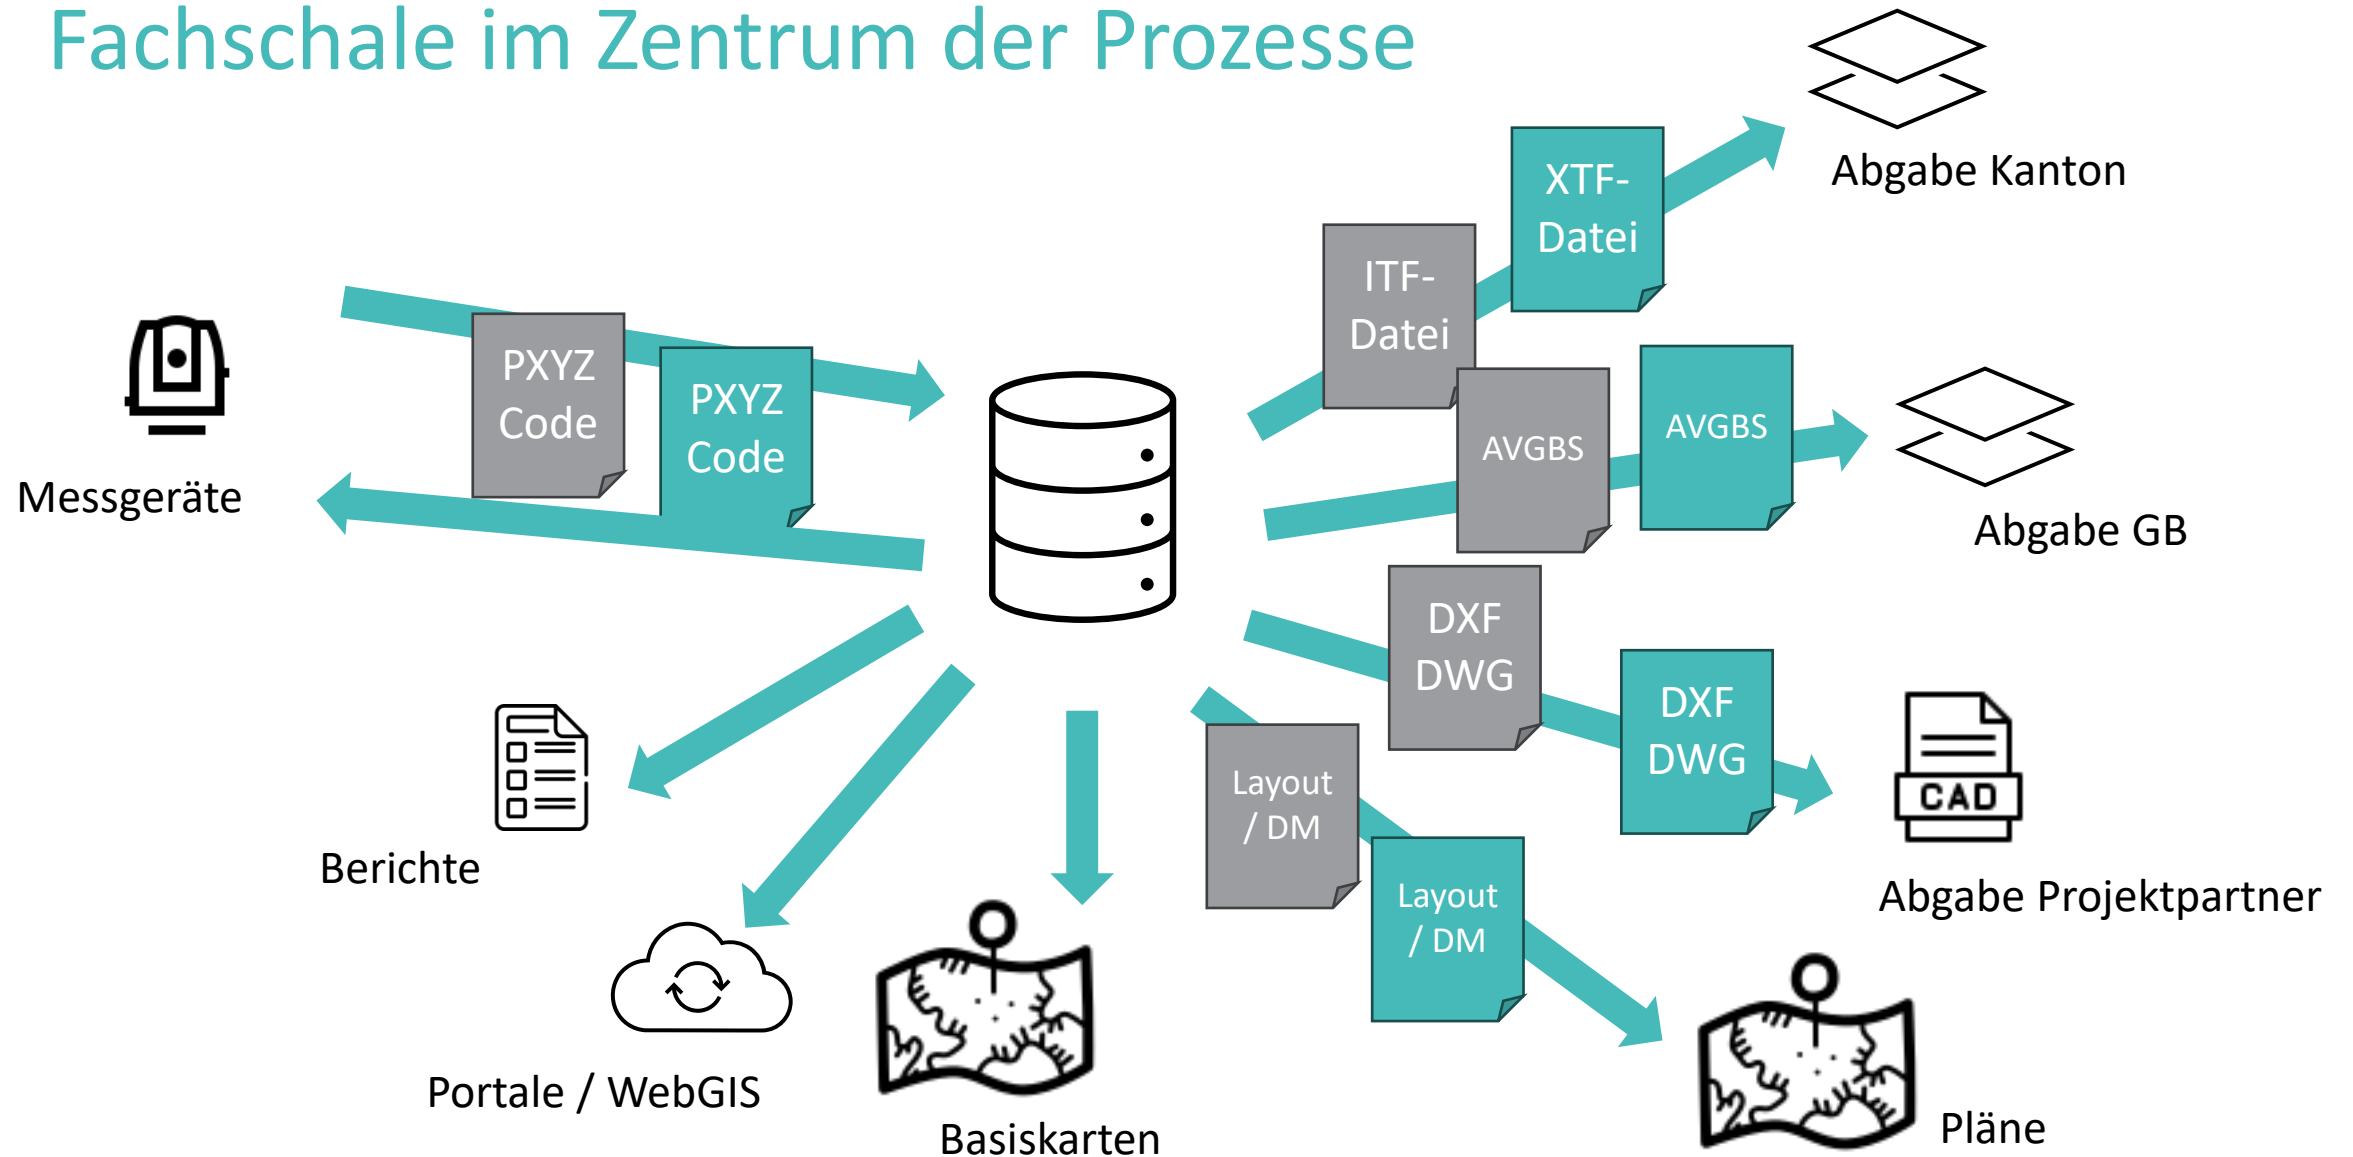 Fachschale im Zentrum der Prozesse
Abgabe Kanton
XTF-
Datei
ITF-
Datei
PXYZ
Code
PXYZ
Code
Messgeräte
AVGBS
AVGBS
Abgabe GB
DXF
DWG
DXF
DWG
CAD
Abgabe Projektpartner
Layout
/ DM
Layout
/ DM
Berichte
Portale / WebGIS
Basiskarten
Pläne